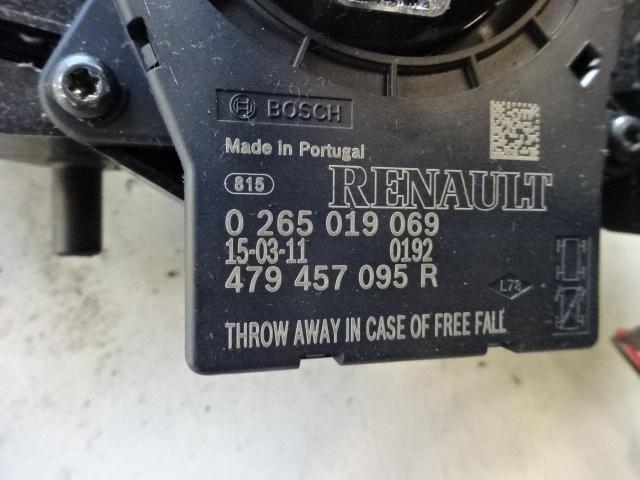 BOSCH
Made in Portugal
815
RENAULT
0 265 019 069
15-03-11 0192
479 457 095 R
L78
THROW AWAY IN CASE OF FREE FALL